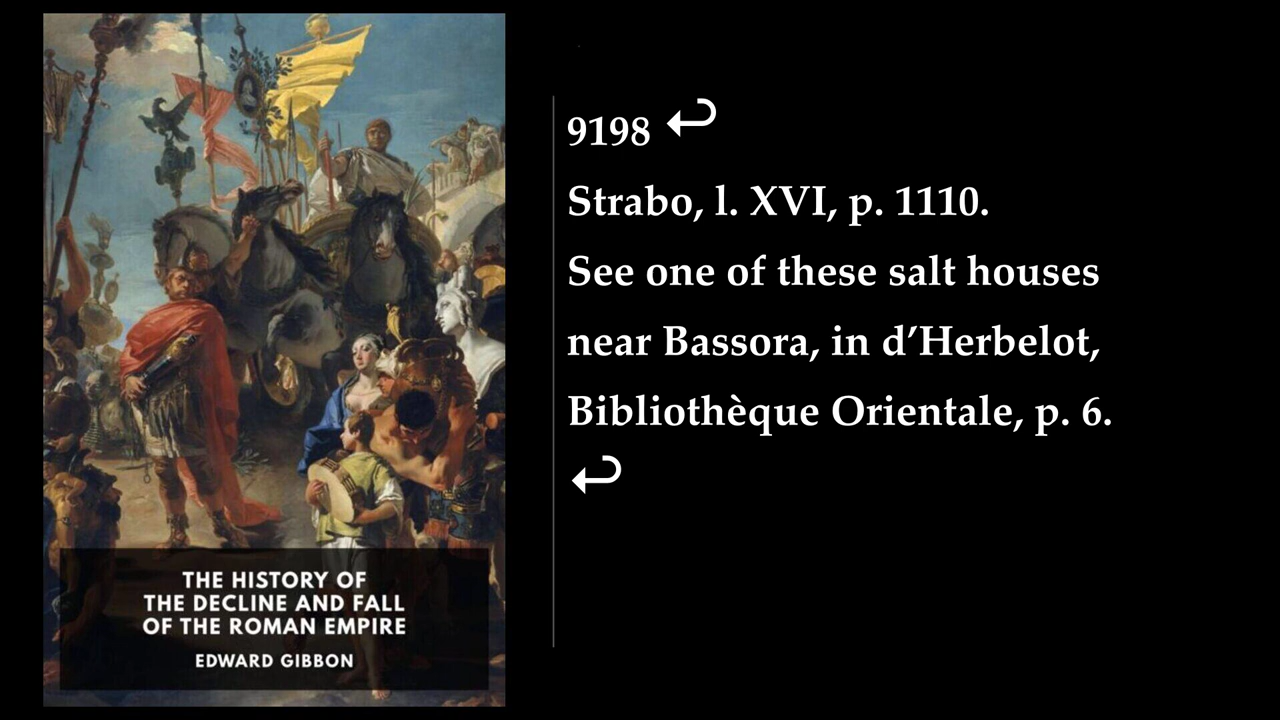 9198 ↩
Strabo, l. XVI, p. 1110.
See one of these salt houses
near Bassora, in d’Herbelot,
Bibliothèque Orientale, p. 6.
↩
THE HISTORY OF
THE DECLINE AND FALL
OF THE ROMAN EMPIRE
EDWARD GIBBON